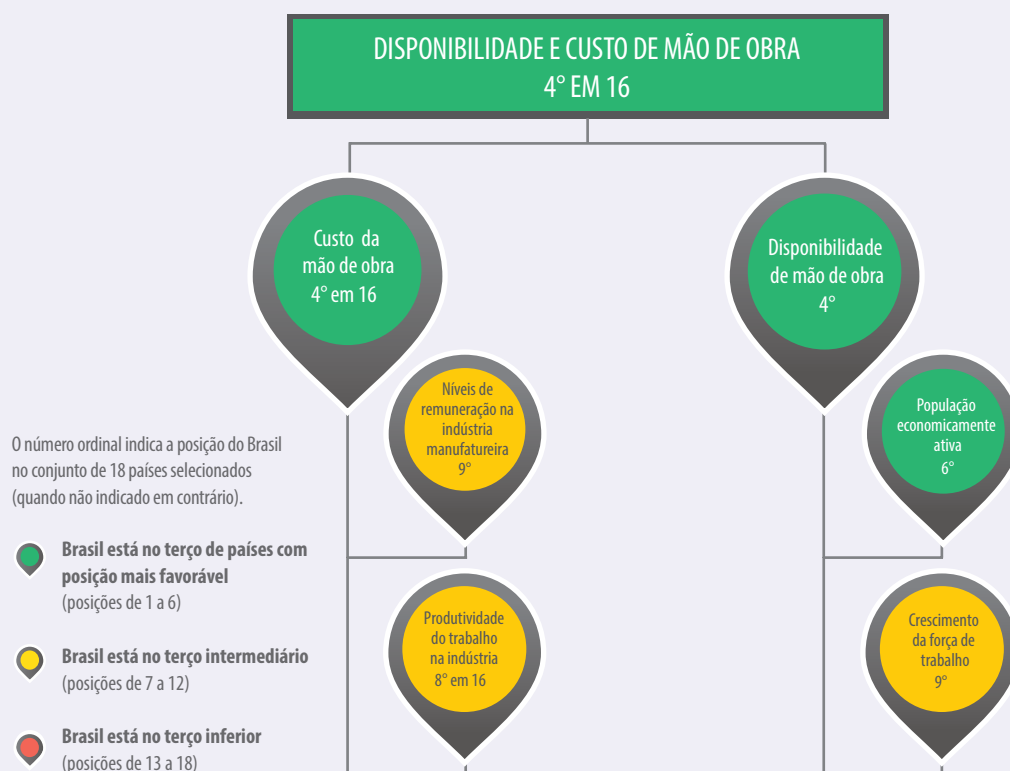 DISPONIBILIDADE E CUSTO DE MÃO DE OBRA
4° EM 16
Custo da
mão de obra
4° em 16
Disponibilidade
de mão de obra
4°
Níveis de
remuneração na
indústria
manufatureira
9°
População
economicamente
ativa
6°
O número ordinal indica a posição do Brasil
no conjunto de 18 países selecionados
(quando não indicado em contrário).
Brasil está no terço de países com
posição mais favorável
(posições de 1 a 6)
Brasil está no terço intermediário
(posições de 7 a 12)
Brasil está no terço inferior
(posições de 13 a 18)
Produtividade
do trabalho
na indústria
8° em 16
Crescimento
da força de
trabalho
9°